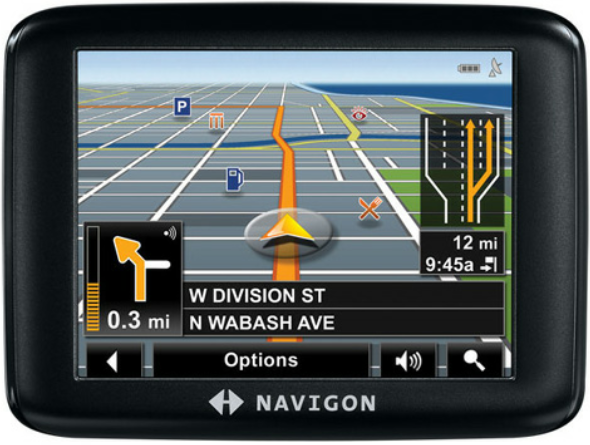 P
12 mi
9:45a
0.3 mi
W DIVISION ST
N WABASH AVE
Options
NAVIGON